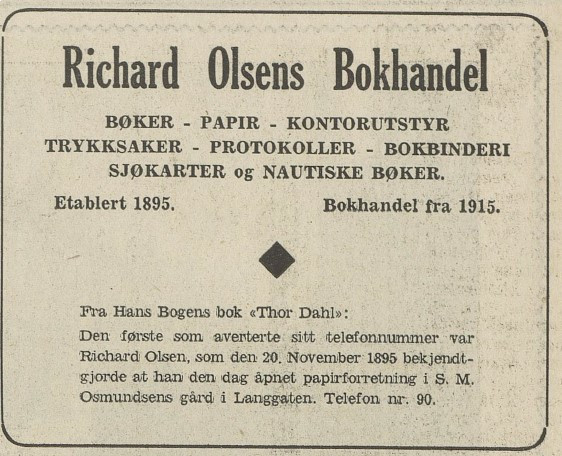 Richard Olsens Bokhandel
BØKER - PAPIR - KONTORUTSTYR
TRYKKSAKER - PROTOKOLLER - BOKBINDERI
SJØKARTER og NAUTISKE BØKER.
Etablert 1895. Bokhandel fra 1915.
Fra Hans Bogens bok «Thor Dahl»:
Den første som averterte sitt telefonnummer var
Richard Olsen, som den 20. November 1895 bekjendt-
gjorde at han den dag åpnet papirforretning i S. M.
Osmundsens gård i Langgaten. Telefon nr. 90.